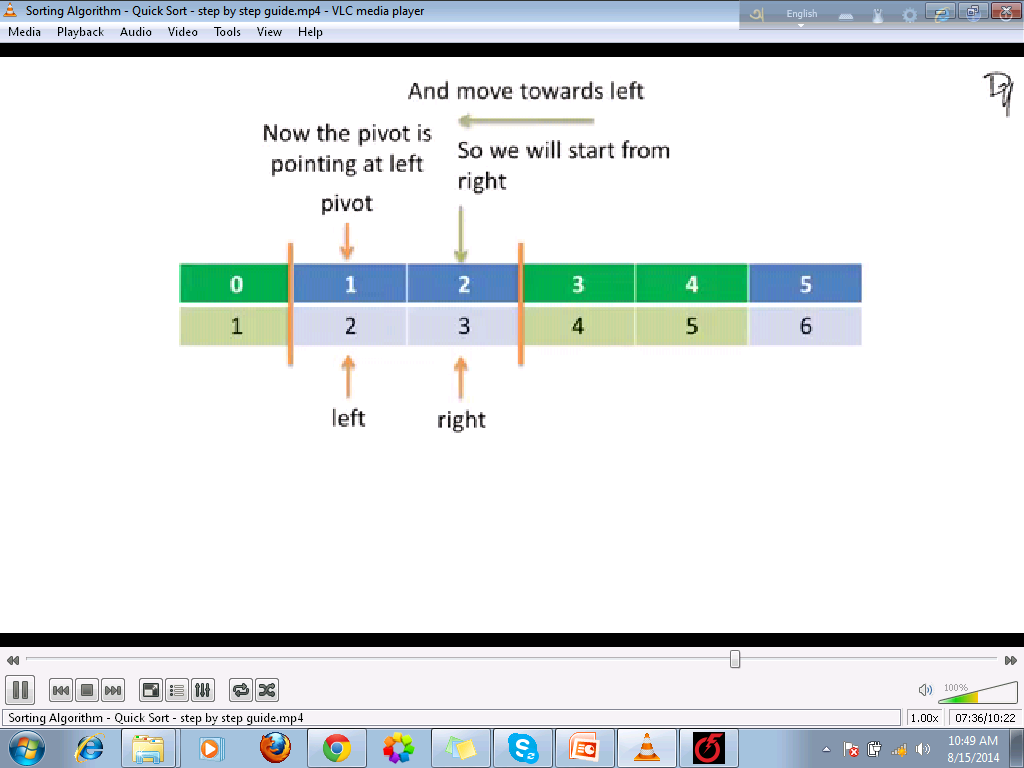 Sorting Algorithm - Quick Sort - step by step guide.mp4 - VLC media player
English
Media Playback Audio Video Tools View Help
And move towards left
Now the pivot is
pointing at left
So we will start from
right
pivot
0 1 2 3 4 5
1 2 3 4 5 6
left right
100%
Sorting Algorithm - Quick Sort - step by step guide.mp4
1.00x
07:36/10:22
10:49 AM
8/15/2014